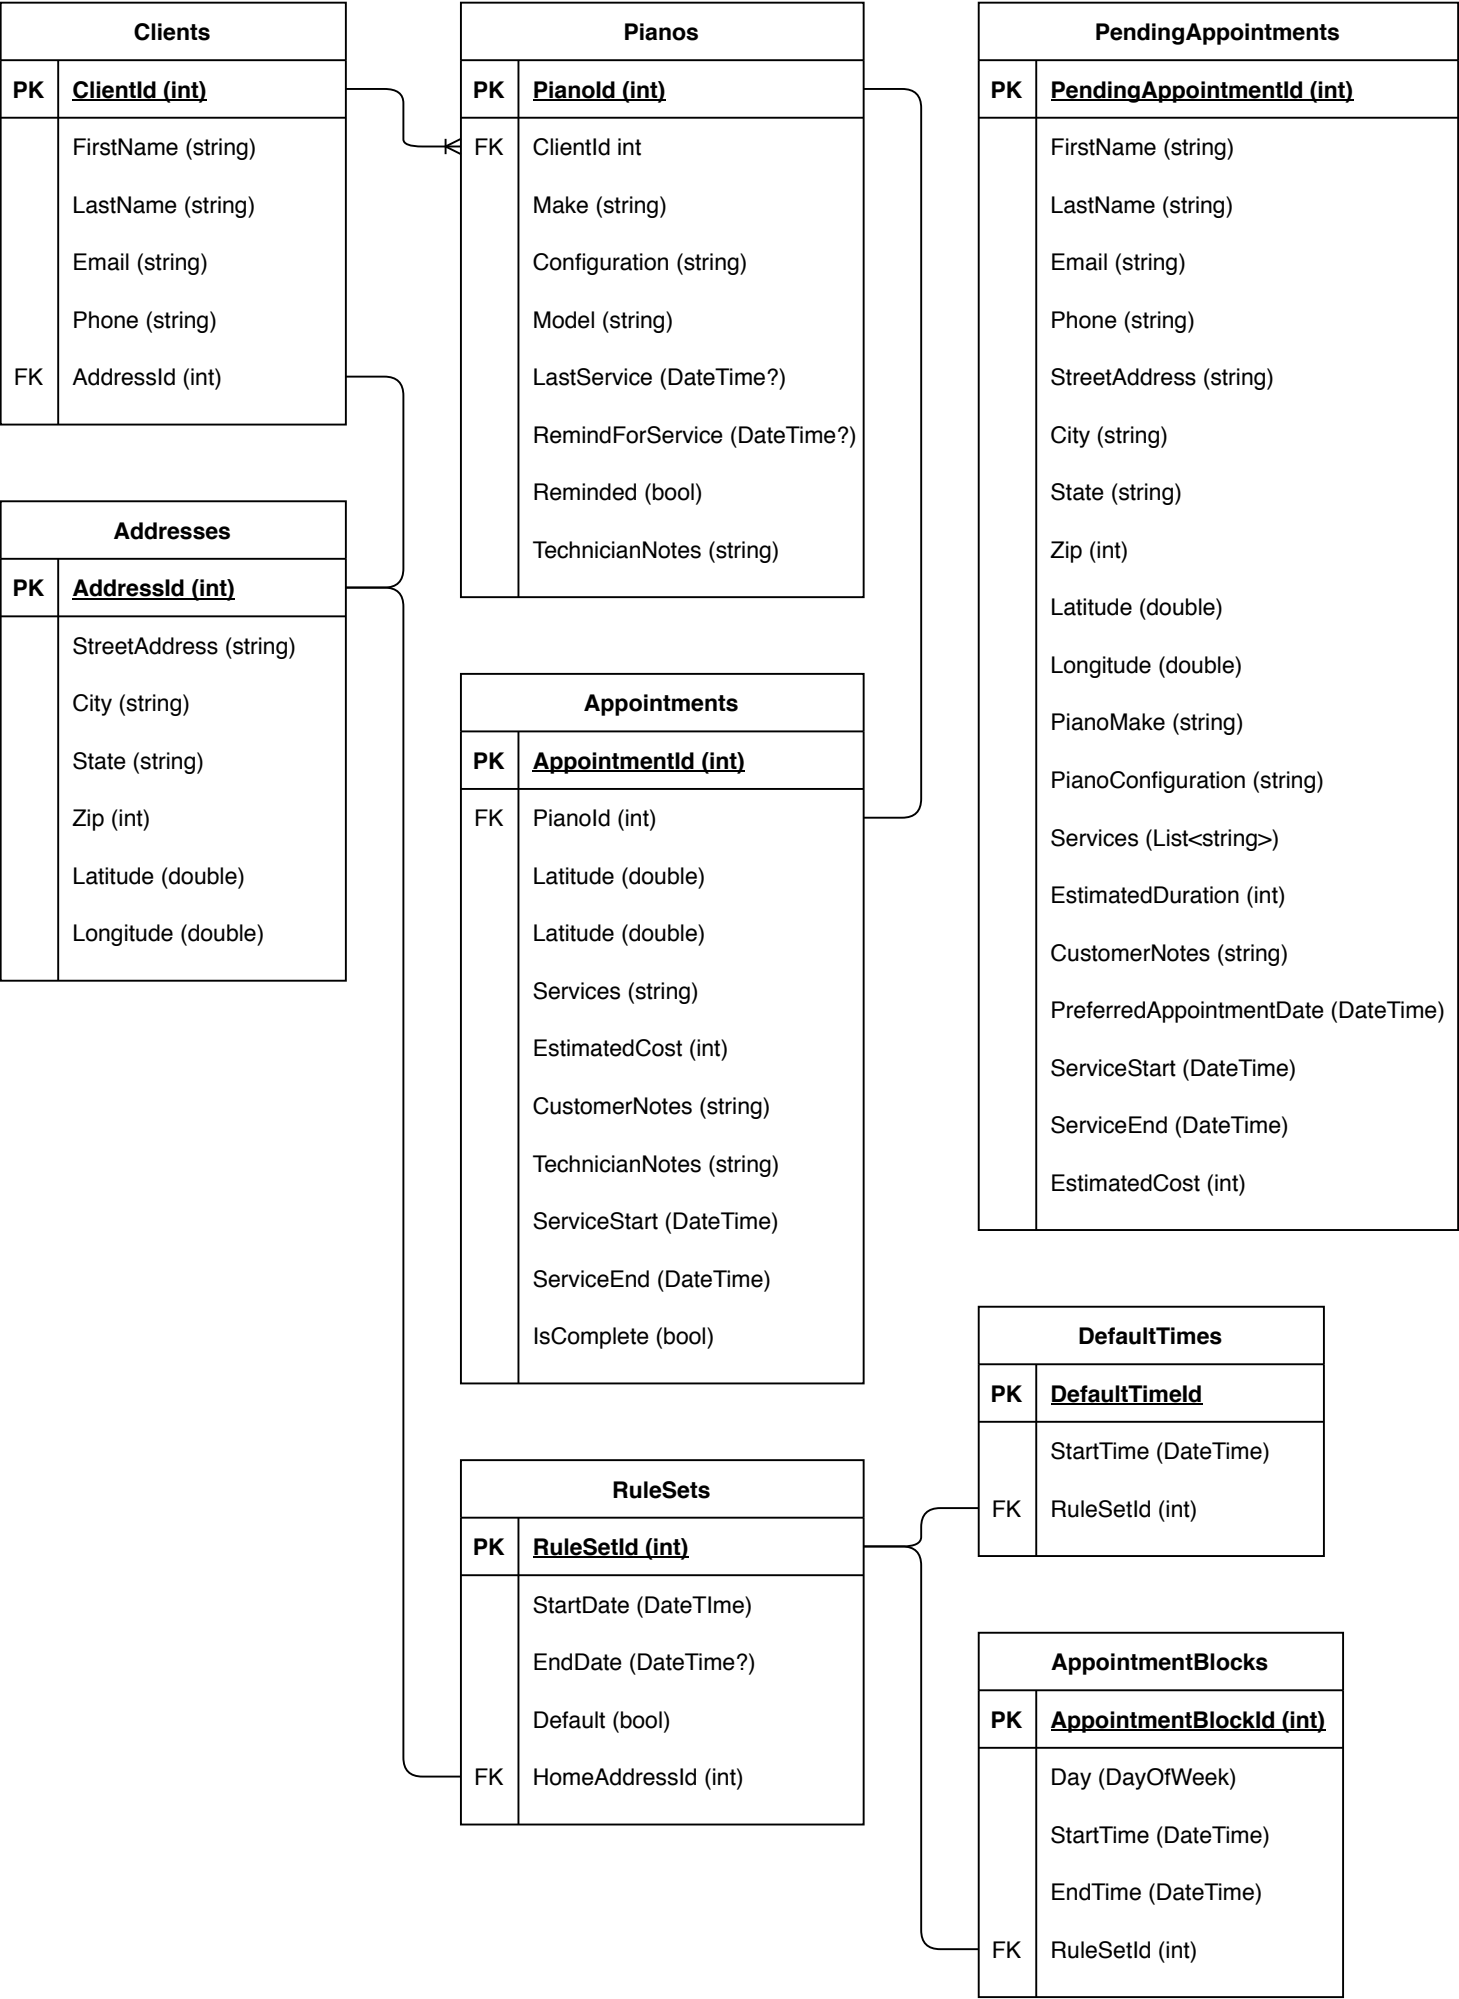 Clients
PK ClientId (int)
FirstName (string)
LastName (string)
Email (string)
Phone (string)
FK AddressId (int)
Addresses
PK AddressId (int)
StreetAddress (string)
City (string)
State (string)
Zip (int)
Latitude (double)
Longitude (double)
Pianos
PK PianoId (int)
FK ClientId int
Make (string)
Configuration (string)
Model (string)
LastService (DateTime?)
RemindForService (DateTime?)
Reminded (bool)
TechnicianNotes (string)
Appointments
PK AppointmentId (int)
FK PianoId (int)
Latitude (double)
Latitude (double)
Services (string)
EstimatedCost (int)
CustomerNotes (string)
TechnicianNotes (string)
ServiceStart (DateTime)
ServiceEnd (DateTime)
IsComplete (bool)
RuleSets
PK RuleSetId (int)
StartDate (DateTIme)
EndDate (DateTime?)
Default (bool)
FK HomeAddressId (int)
PendingAppointments
PK PendingAppointmentId (int)
FirstName (string)
LastName (string)
Email (string)
Phone (string)
StreetAddress (string)
City (string)
State (string)
Zip (int)
Latitude (double)
Longitude (double)
PianoMake (string)
PianoConfiguration (string)
Services (List<string>)
EstimatedDuration (int)
CustomerNotes (string)
PreferredAppointmentDate (DateTime)
ServiceStart (DateTime)
ServiceEnd (DateTime)
EstimatedCost (int)
DefaultTimes
PK DefaultTimeId
StartTime (DateTime)
FK RuleSetId (int)
AppointmentBlocks
PK AppointmentBlockId (int)
Day (DayOfWeek)
StartTime (DateTime)
EndTime (DateTime)
FK RuleSetId (int)